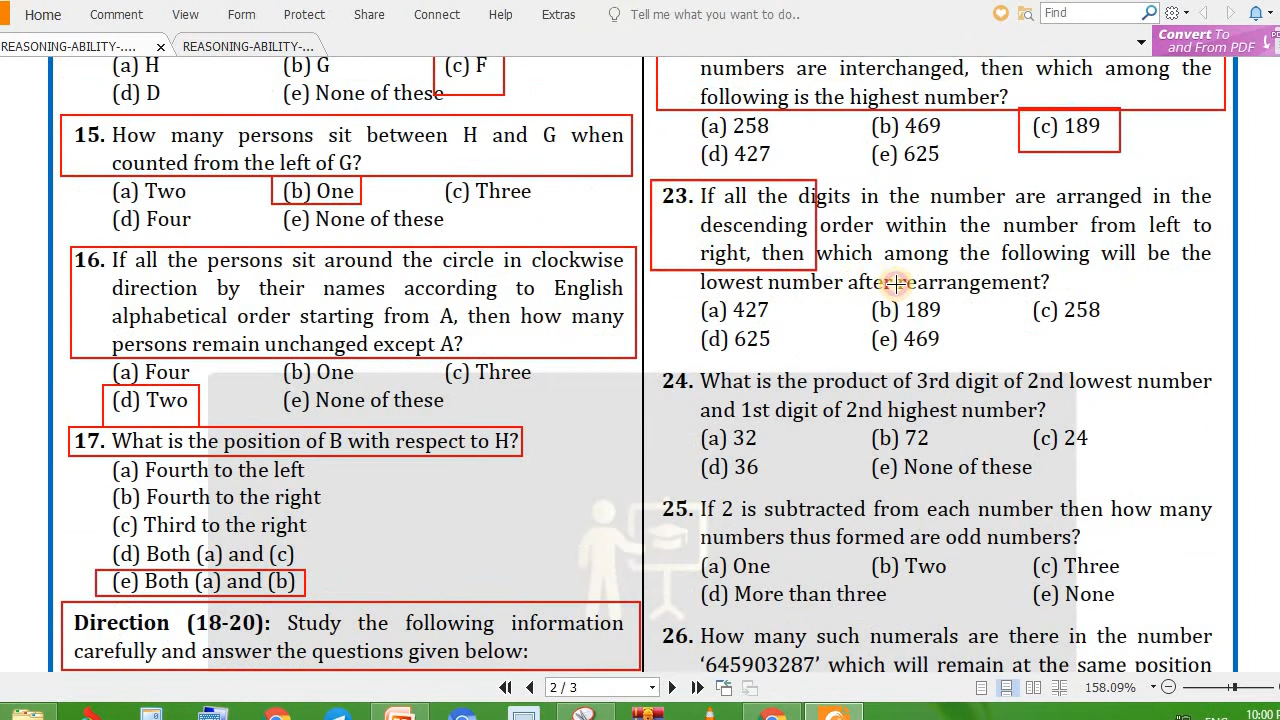 Home
Comment
View
Form
Protect
Share
Connect
Help
Extras
Tell me what you want to do..
Find
REASONING-ABILITY-....
REASONING-ABILITY-...
Convert To
and From PDF
(a) H (b) G (c) F
(d) D (e) None of these
15. How many persons sit between H and G when
counted from the left of G?
(a) Two (b) One (c) Three
(d) Four (e) None of these
16. If all the persons sit around the circle in clockwise
direction by their names according to English
alphabetical order starting from A, then how many
persons remain unchanged except A?
(a) Four (b) One (c) Three
(d) Two (e) None of these
17. What is the position of B with respect to H?
(a) Fourth to the left
(b) Fourth to the right
(c) Third to the right
(d) Both (a) and (c)
(e) Both (a) and (b)
Direction (18-20): Study the following information
carefully and answer the questions given below:
numbers are interchanged, then which among the
following is the highest number?
(a) 258 (b) 469 (c) 189
(d) 427 (e) 625
23. If all the digits in the number are arranged in the
descending order within the number from left to
right, then which among the following will be the
lowest number after rearrangement?
(a) 427 (b) 189 (c) 258
(d) 625 (e) 469
24. What is the product of 3rd digit of 2nd lowest number
and 1st digit of 2nd highest number?
(a) 32 (b) 72 (c) 24
(d) 36 (e) None of these
25. If 2 is subtracted from each number then how many
numbers thus formed are odd numbers?
(a) One (b) Two (c) Three
(d) More than three (e) None
26. How many such numerals are there in the number
‘645903287’ which will remain at the same position
2 / 3
158.09%